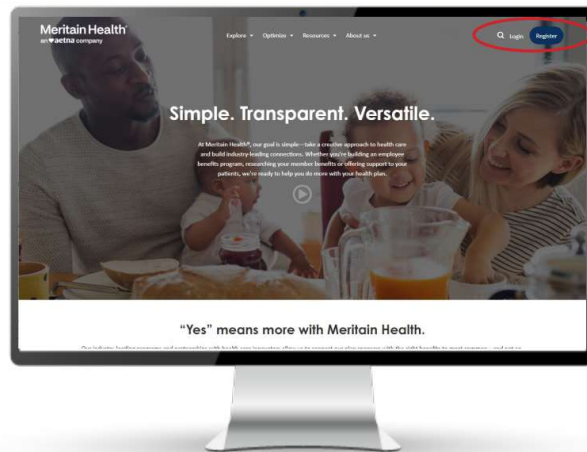 Meritain Health®
an ♥aetna company
Explore
Optimize
Resources
About us
Login
Register
Simple. Transparent. Versatile.
At Meritain Health®, our goal is simple—take a creative approach to health care
and build industry-leading connections. Whether you're building an employee
benefits program, researching your member benefits or offering support to your
patients, we're ready to help you do more with your health plan.
"Yes" means more with Meritain Health.